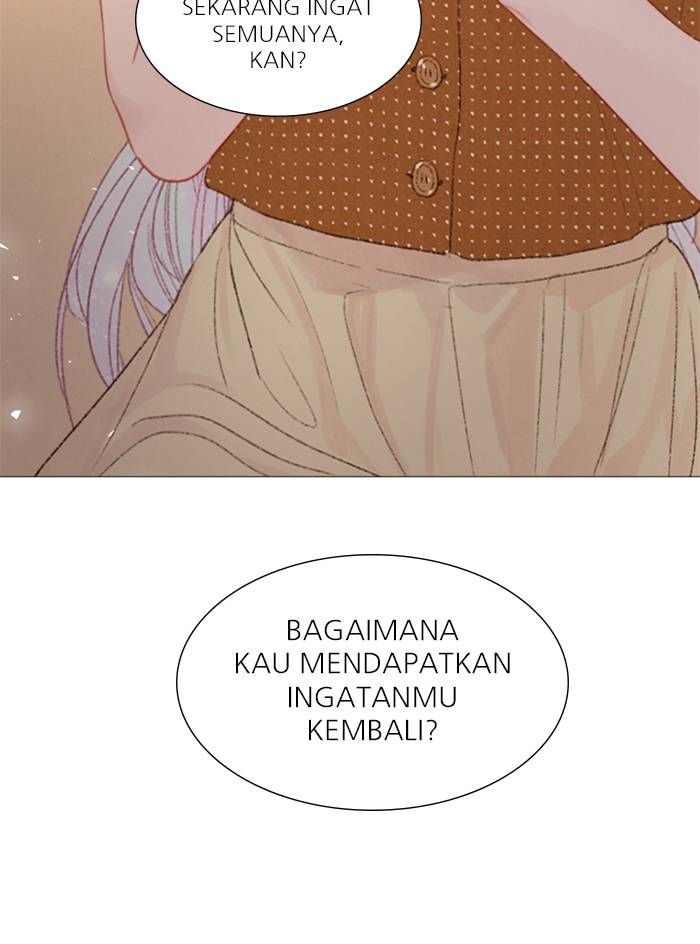 SEKARANG INGAT
SEMUANYA,
KAN?
BAGAIMANA
KAU MENDAPATKAN
INGATANMU
KEMBALI?